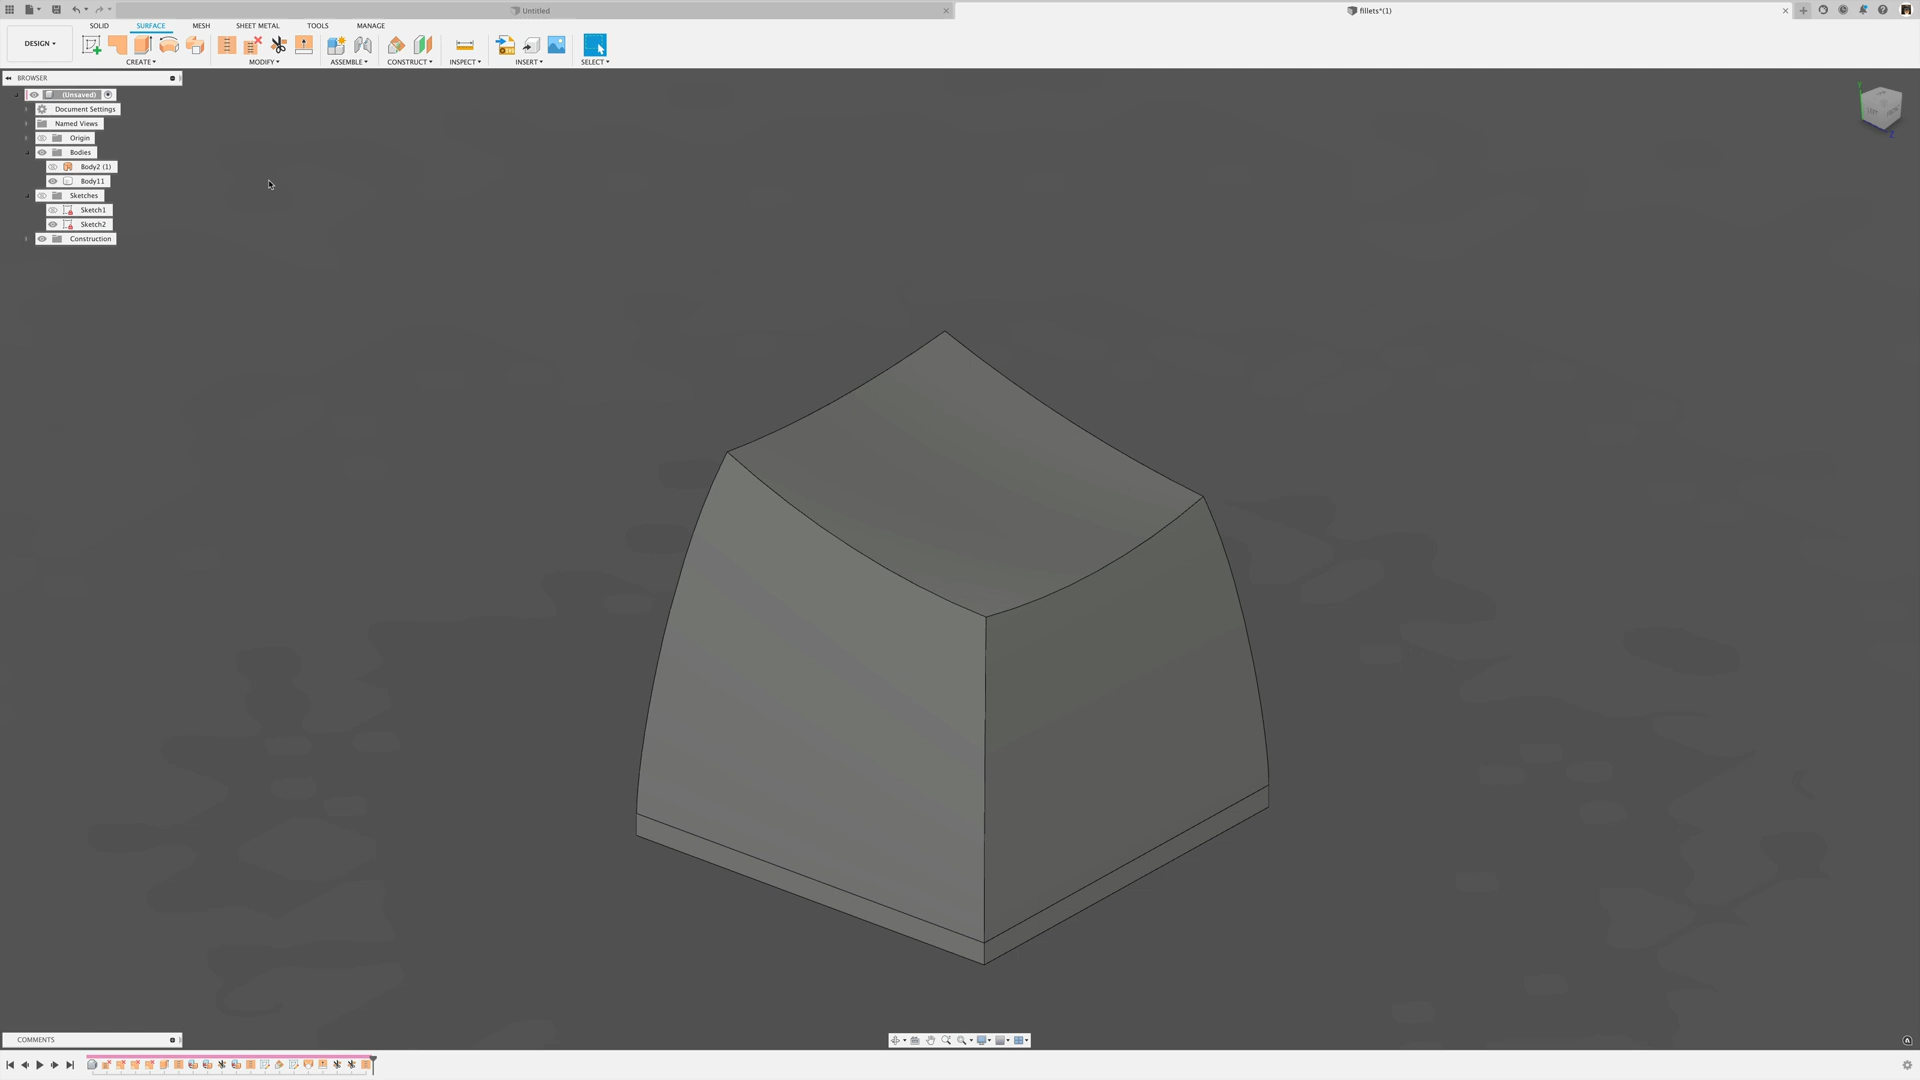 Untitled
fillets*(1)
SOLID SURFACE MESH SHEET METAL TOOLS MANAGE
DESIGN
CREATE MODIFY ASSEMBLE CONSTRUCT INSPECT INSERT SELECT
BROWSER
(Unsaved)
Document Settings
Named Views
Origin
Bodies
Body2 (1)
Body11
Sketches
Sketch1
Sketch2
Construction
Y
LEFT
Z
COMMENTS